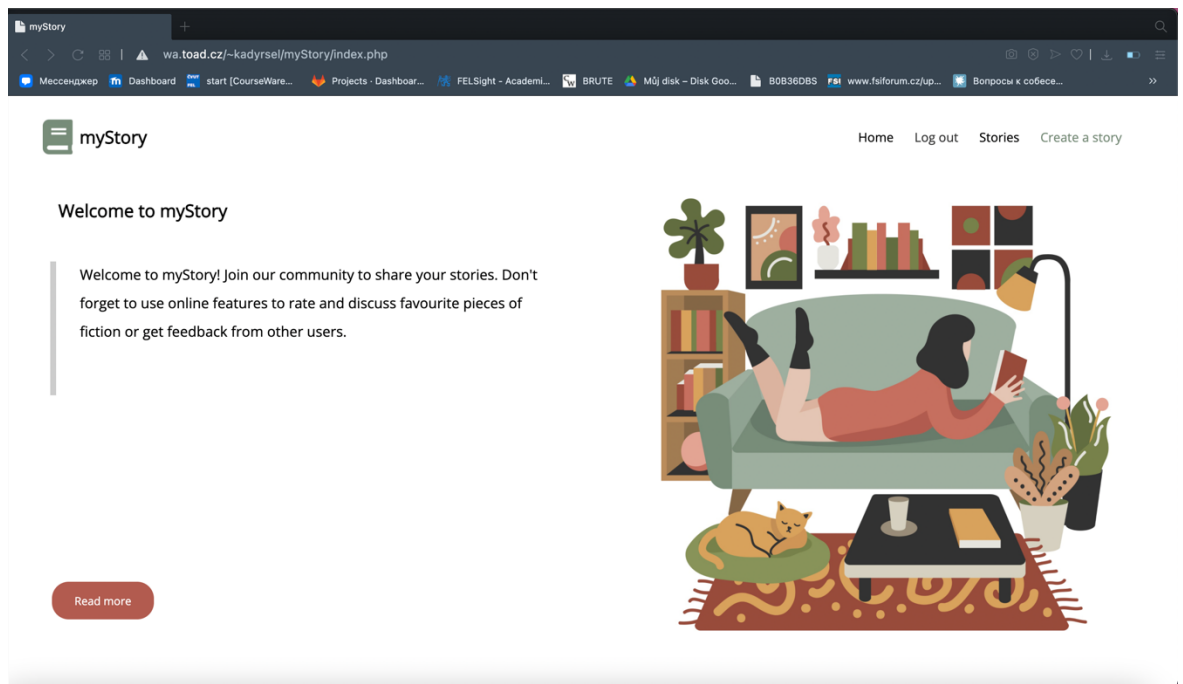 myStory
wa.toad.cz/~kadyrsel/myStory/index.php
Мессенджер Dashboard start [CourseWare... Projects · Dashboar... FELSight - Academi... BRUTE Můj disk – Disk Goo... B0B36DBS FSI www.fsiforum.cz/up... Вопросы к собесе...
myStory Home Log out Stories Create a story
Welcome to myStory
Welcome to myStory! Join our community to share your stories. Don't
forget to use online features to rate and discuss favourite pieces of
fiction or get feedback from other users.
Read more